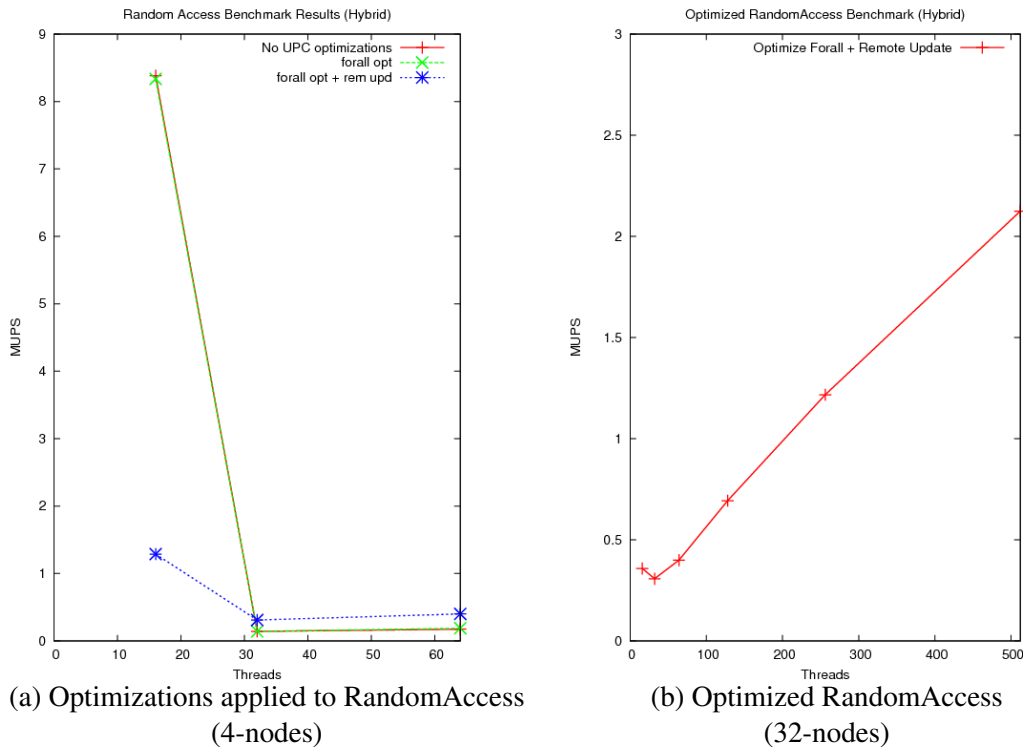 Random Access Benchmark Results (Hybrid)
9
8
7
6
5
4
3
2
1
0
MUPS
No UPC optimizations
forall opt
forall opt + rem upd
0 10 20 30 40 50 60
Threads
(a) Optimizations applied to RandomAccess
(4-nodes)
Optimized RandomAccess Benchmark (Hybrid)
3
2.5
2
1.5
1
0.5
0
MUPS
Optimize Forall + Remote Update
0 100 200 300 400 500
Threads
(b) Optimized RandomAccess
(32-nodes)